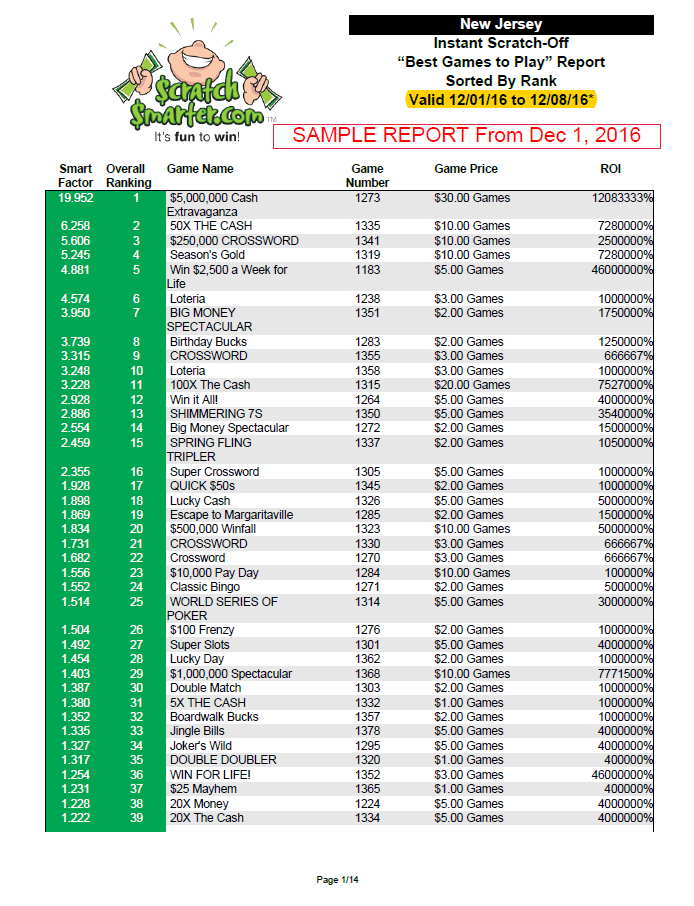 New Jersey
Instant Scratch-Off
“Best Games to Play” Report
Sorted By Rank
Valid 12/01/16 to 12/08/16*
$cratch
$marter.com TM
It's fun to win!
SAMPLE REPORT From Dec 1, 2016
Smart Overall Game Name Game Game Price ROI
Factor Ranking Number
19.952 1 $5,000,000 Cash 1273 $30.00 Games 12083333%
Extravaganza
6.258 2 50X THE CASH 1335 $10.00 Games 7280000%
5.606 3 $250,000 CROSSWORD 1341 $10.00 Games 2500000%
5.245 4 Season's Gold 1319 $10.00 Games 7280000%
4.881 5 Win $2,500 a Week for 1183 $5.00 Games 46000000%
Life
4.574 6 Loteria 1238 $3.00 Games 1000000%
3.950 7 BIG MONEY 1351 $2.00 Games 1750000%
SPECTACULAR
3.739 8 Birthday Bucks 1283 $2.00 Games 1250000%
3.315 9 CROSSWORD 1355 $3.00 Games 666667%
3.248 10 Loteria 1358 $3.00 Games 1000000%
3.228 11 100X The Cash 1315 $20.00 Games 7527000%
2.928 12 Win it All! 1264 $5.00 Games 4000000%
2.886 13 SHIMMERING 7S 1350 $5.00 Games 3540000%
2.554 14 Big Money Spectacular 1272 $2.00 Games 1500000%
2.459 15 SPRING FLING 1337 $2.00 Games 1050000%
TRIPLER
2.355 16 Super Crossword 1305 $5.00 Games 1000000%
1.928 17 QUICK $50s 1345 $2.00 Games 1000000%
1.898 18 Lucky Cash 1326 $5.00 Games 5000000%
1.869 19 Escape to Margaritaville 1285 $2.00 Games 1500000%
1.834 20 $500,000 Winfall 1323 $10.00 Games 5000000%
1.731 21 CROSSWORD 1330 $3.00 Games 666667%
1.682 22 Crossword 1270 $3.00 Games 666667%
1.556 23 $10,000 Pay Day 1284 $10.00 Games 100000%
1.552 24 Classic Bingo 1271 $2.00 Games 500000%
1.514 25 WORLD SERIES OF 1314 $5.00 Games 3000000%
POKER
1.504 26 $100 Frenzy 1276 $2.00 Games 1000000%
1.492 27 Super Slots 1301 $5.00 Games 4000000%
1.454 28 Lucky Day 1362 $2.00 Games 1000000%
1.403 29 $1,000,000 Spectacular 1368 $10.00 Games 7771500%
1.387 30 Double Match 1303 $2.00 Games 1000000%
1.380 31 5X THE CASH 1332 $1.00 Games 1000000%
1.352 32 Boardwalk Bucks 1357 $2.00 Games 1000000%
1.335 33 Jingle Bills 1378 $5.00 Games 4000000%
1.327 34 Joker's Wild 1295 $5.00 Games 4000000%
1.317 35 DOUBLE DOUBLER 1320 $1.00 Games 400000%
1.254 36 WIN FOR LIFE! 1352 $3.00 Games 46000000%
1.231 37 $25 Mayhem 1365 $1.00 Games 400000%
1.228 38 20X Money 1224 $5.00 Games 4000000%
1.222 39 20X The Cash 1334 $5.00 Games 4000000%
Page 1/14